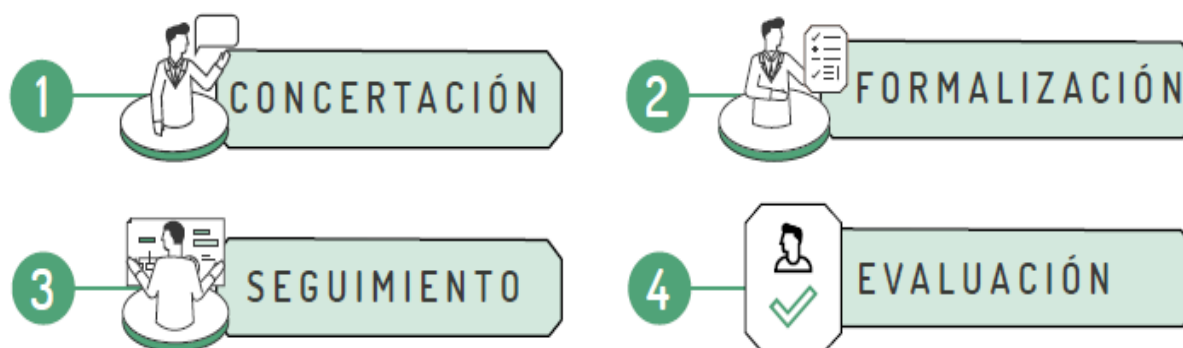 1 CONCERTACIÓN
2 FORMALIZACIÓN
3 SEGUIMIENTO
4 EVALUACIÓN